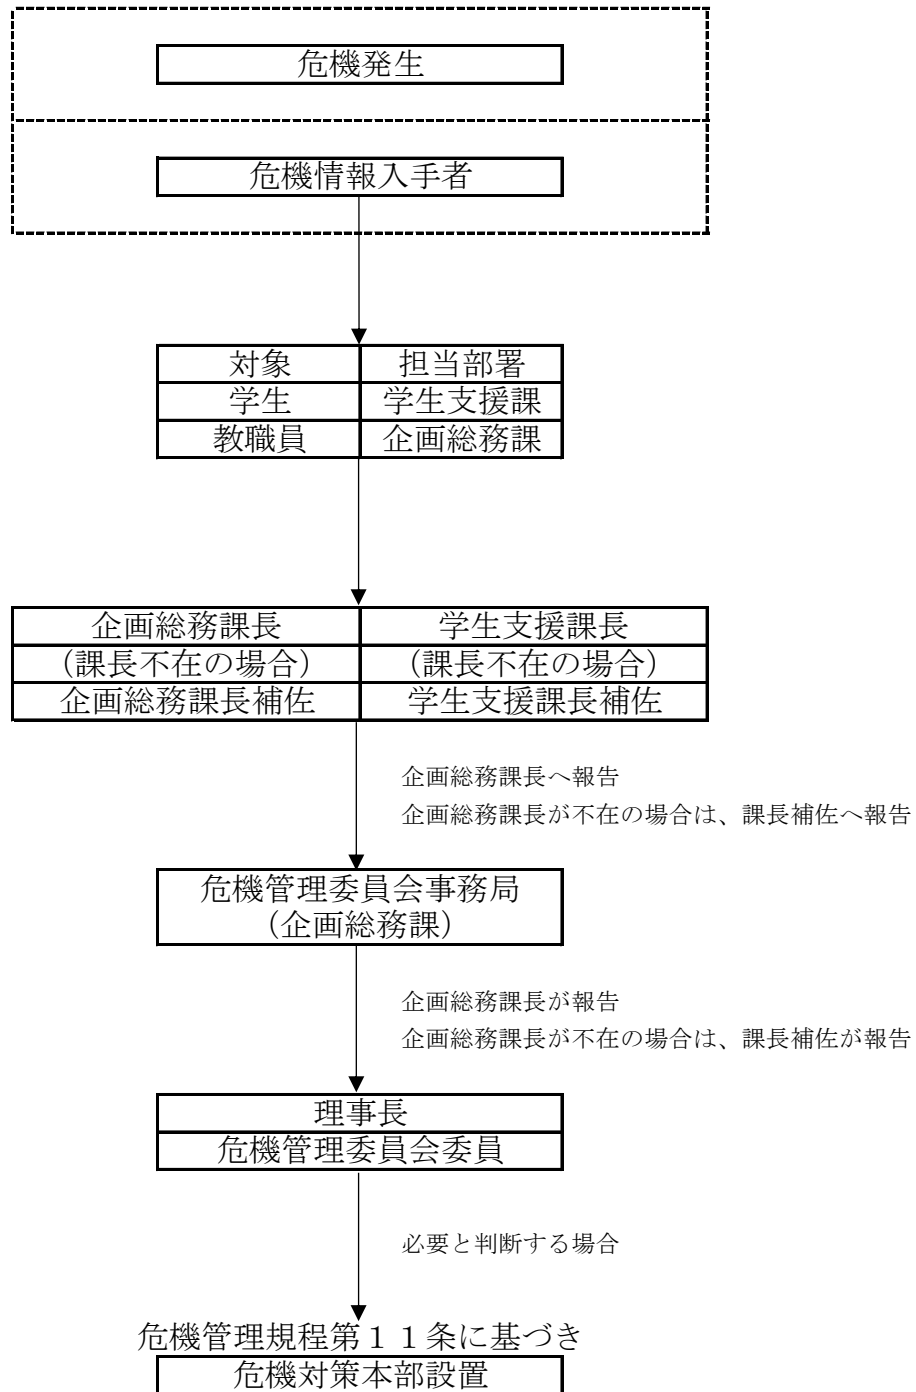 危機発生
危機情報入手者
対象 担当部署
学生 学生支援課
教職員 企画総務課
企画総務課長 学生支援課長
（課長不在の場合） （課長不在の場合）
企画総務課長補佐 学生支援課長補佐
企画総務課長へ報告
企画総務課長が不在の場合は、課長補佐へ報告
危機管理委員会事務局
（企画総務課）
企画総務課長が報告
企画総務課長が不在の場合は、課長補佐が報告
理事長
危機管理委員会委員
必要と判断する場合
危機管理規程第１１条に基づき
危機対策本部設置